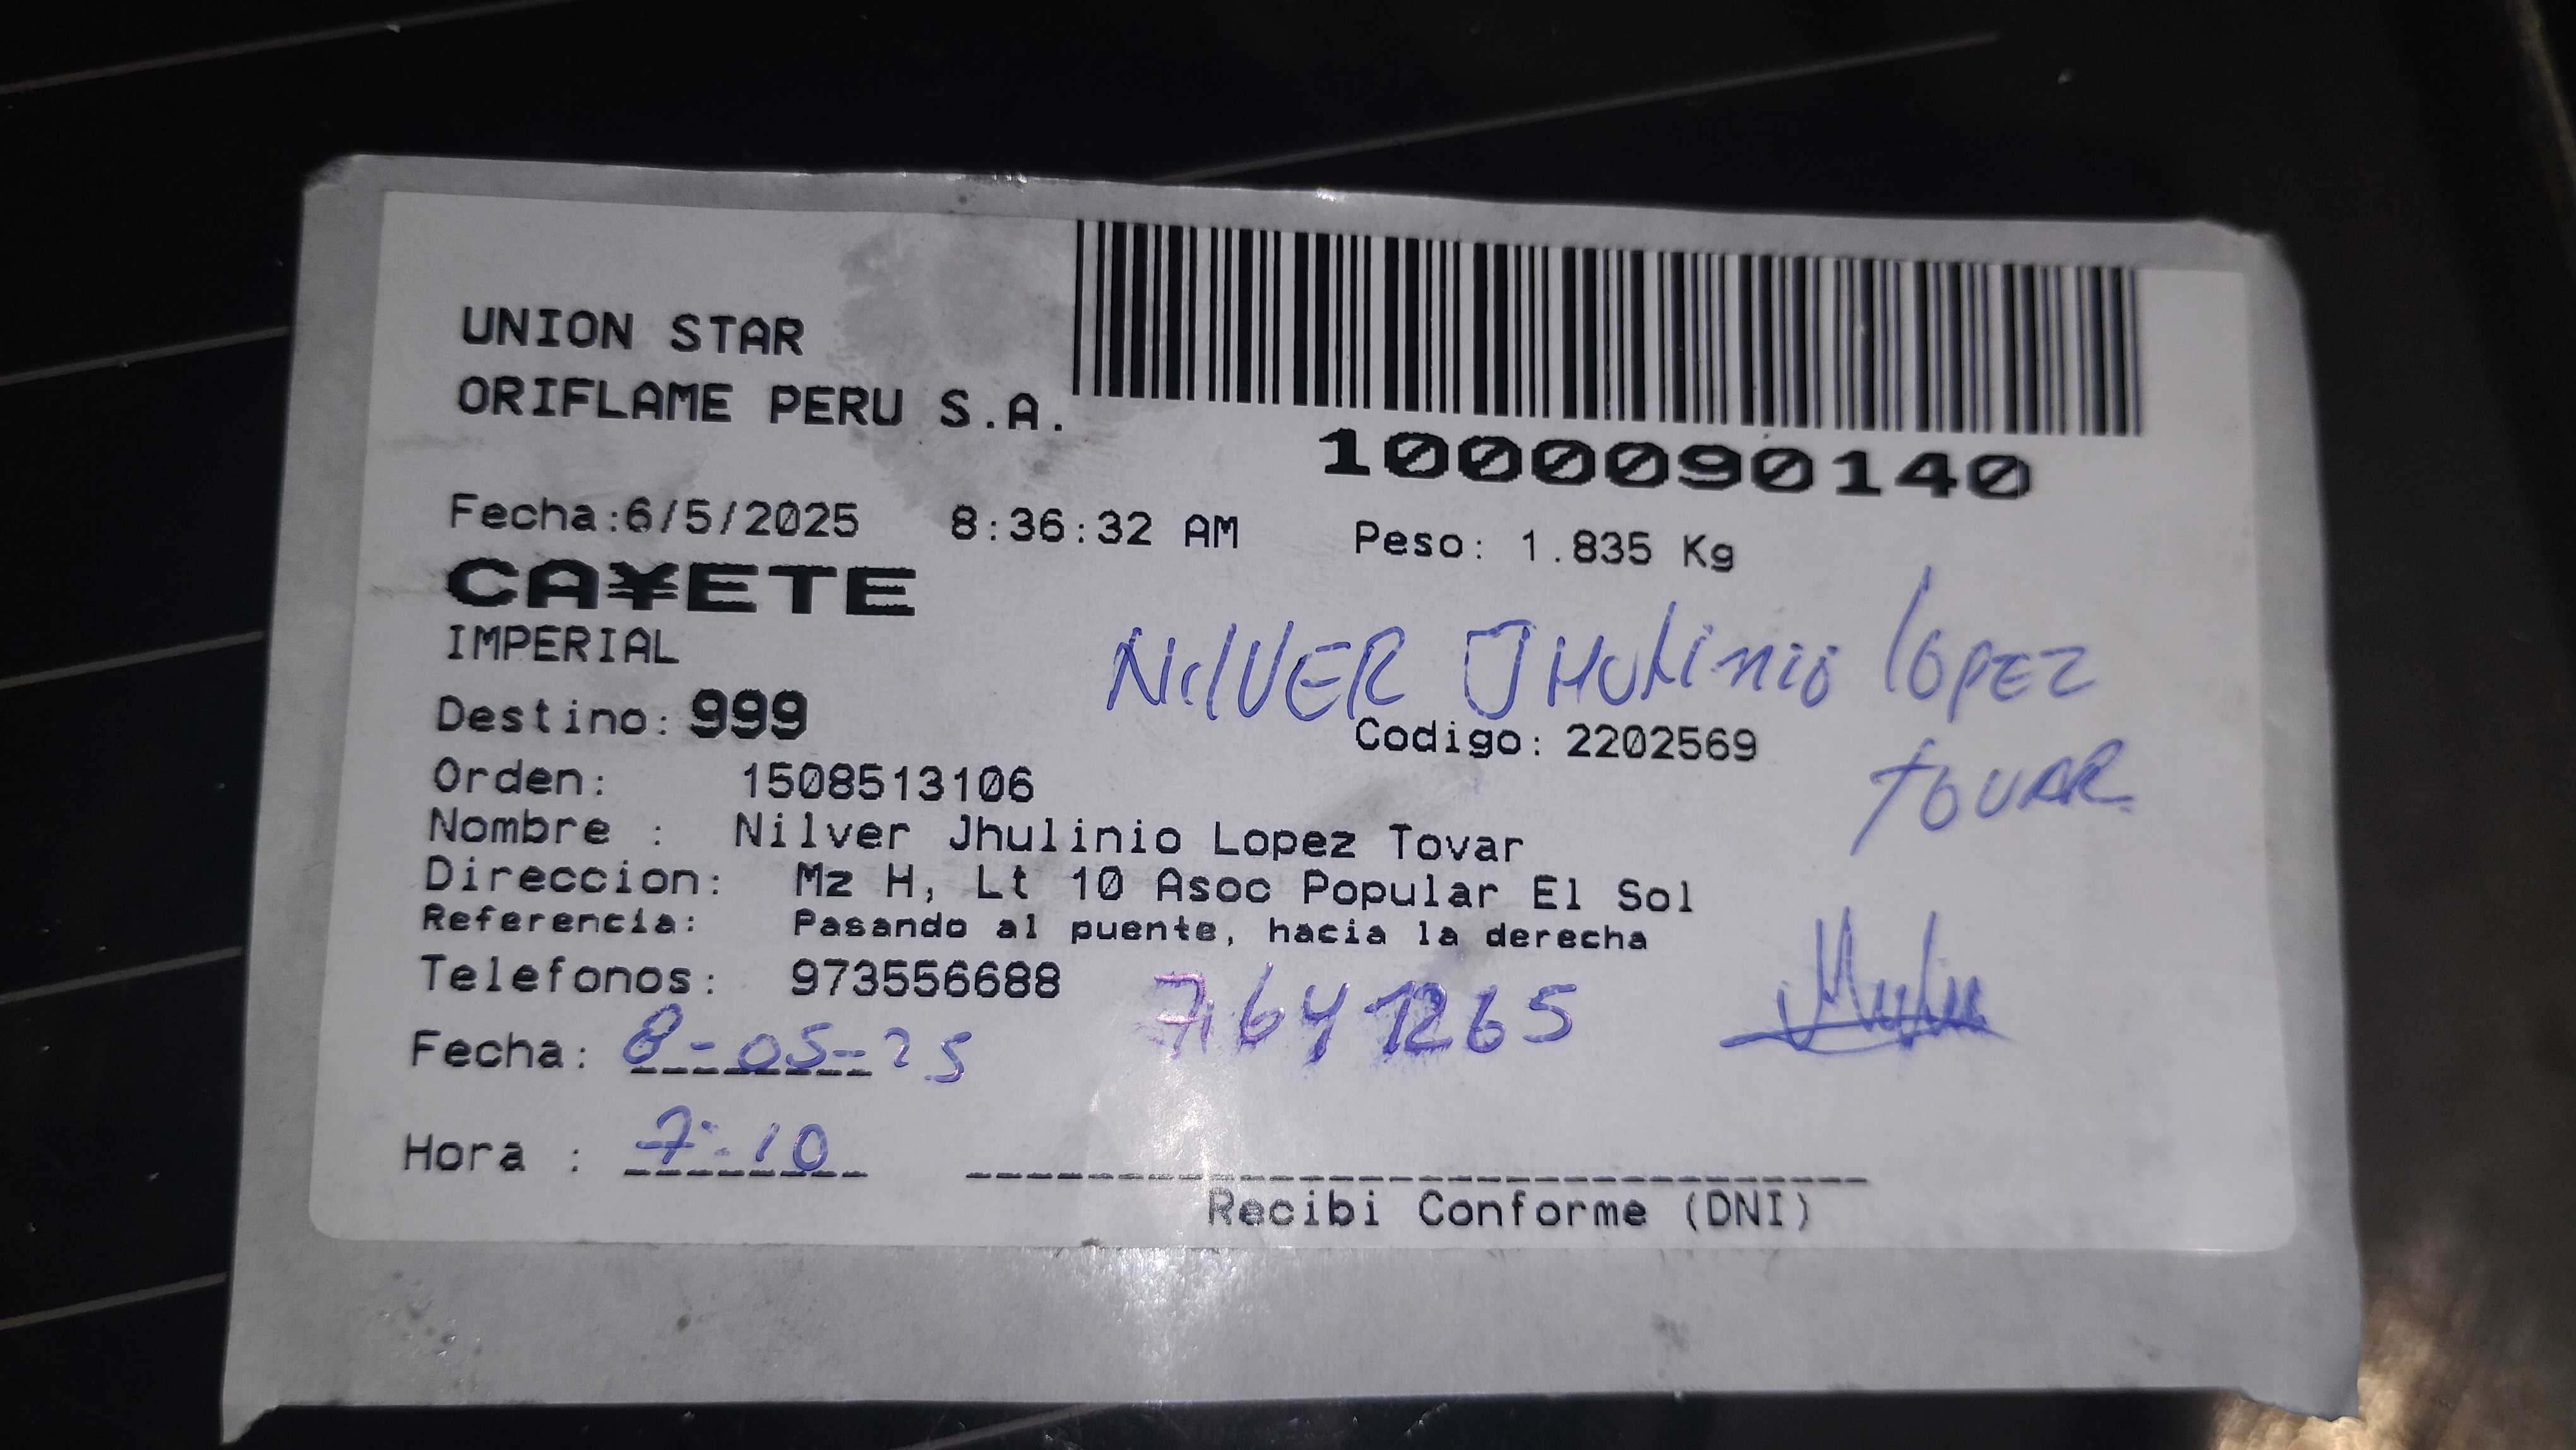 UNION STAR
ORIFLAME PERU S.A.
1000090140
Fecha:6/5/2025 8:36:32 AM Peso: 1.835 Kg
CA¥ETE
IMPERIAL
NilVER JHuliniO lOPEZ
Destino: 999 Codigo: 2202569
TOVAR
Orden: 1508513106
Nombre : Nilver Jhulinio Lopez Tovar
Direccion: Mz H, Lt 10 Asoc Popular El Sol
Referencia: Pasando al puente, hacia la derecha
Telefonos: 973556688
Fecha: 8-05-25
Hora : 7:10
Recibi Conforme (DNI)